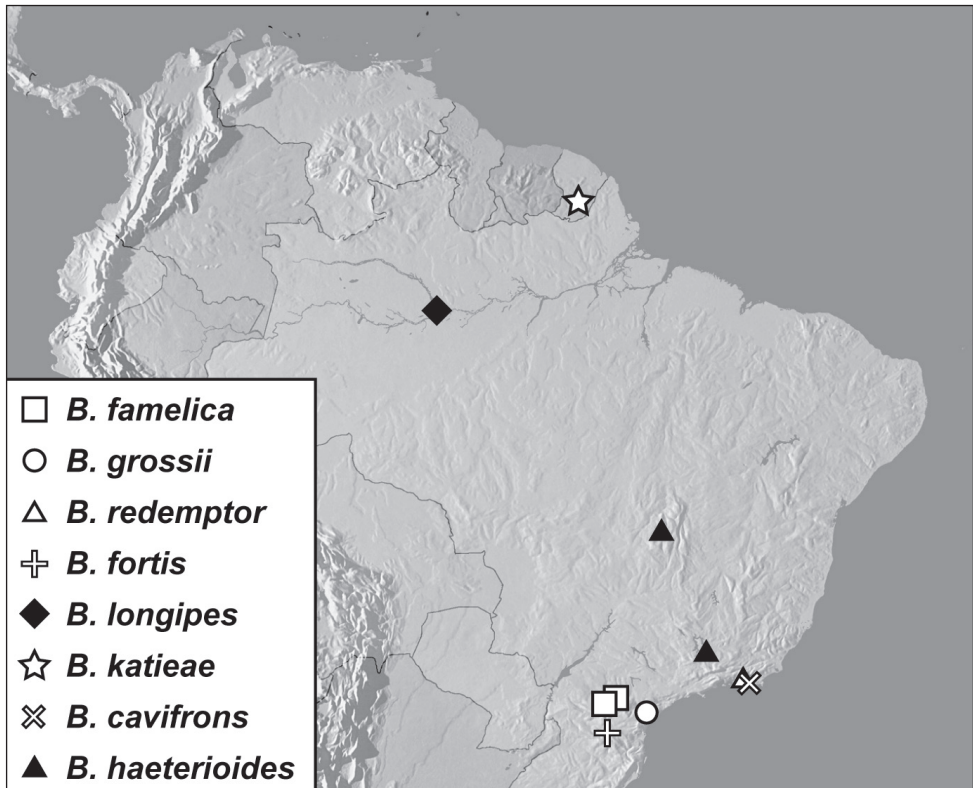 B. famelica
B. grossii
B. redemptor
B. fortis
B. longipes
B. katieae
B. cavifrons
B. haeterioides